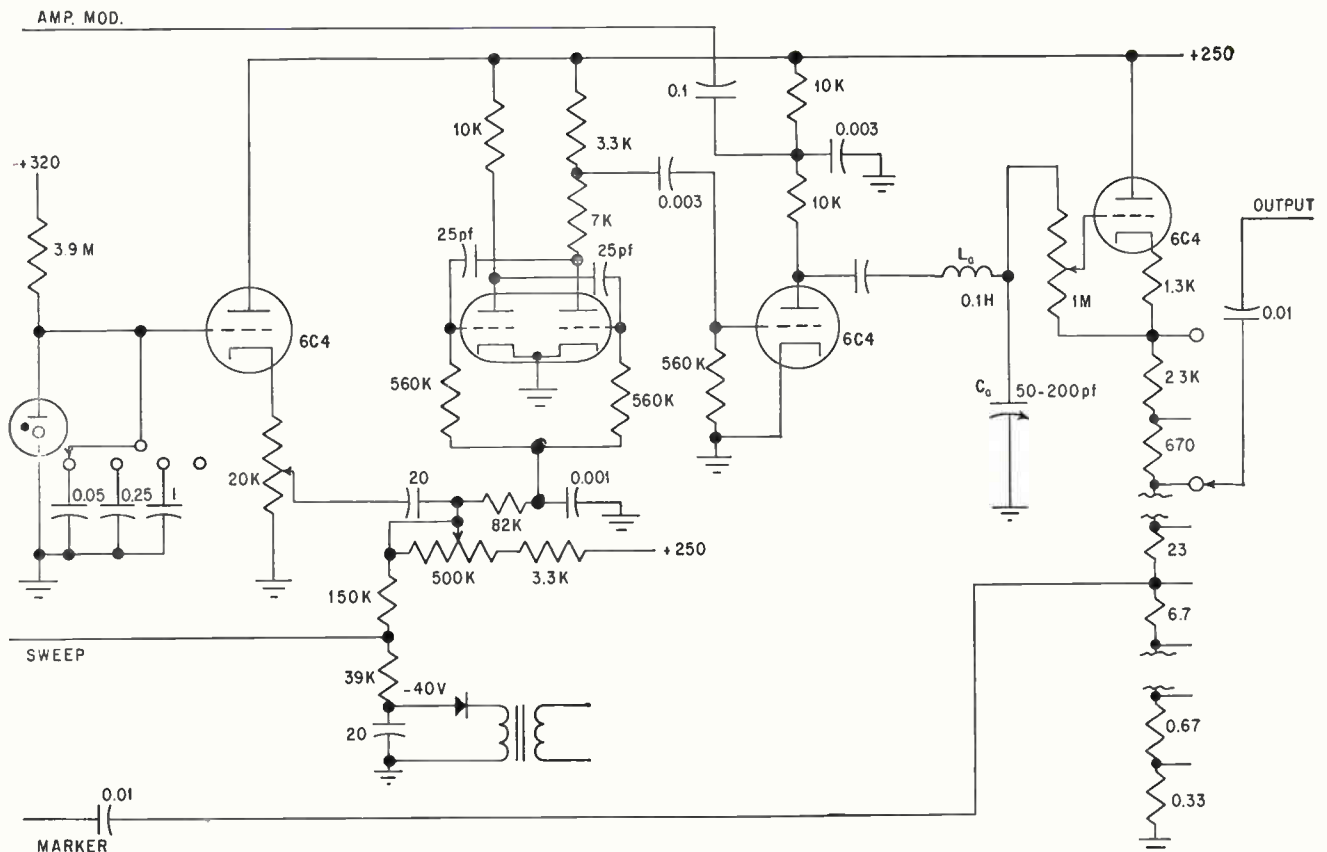 AMP. MOD.
+250
0.1
10K
10K
3.3K
0.003
-+320
0.003
10K
3.9M
7K
OUTPUT
25pf
25pf
6C4
La
0.1H
1M
1.3K
0.01
6C4
6C4
560K
2.3K
560K
560K
Ca
50-200pf
670
0.05
0.25
1
20K
20
0.001
82K
+250
23
500K
3.3K
150K
6.7
SWEEP
39K
-40V
20
0.67
0.01
0.33
MARKER